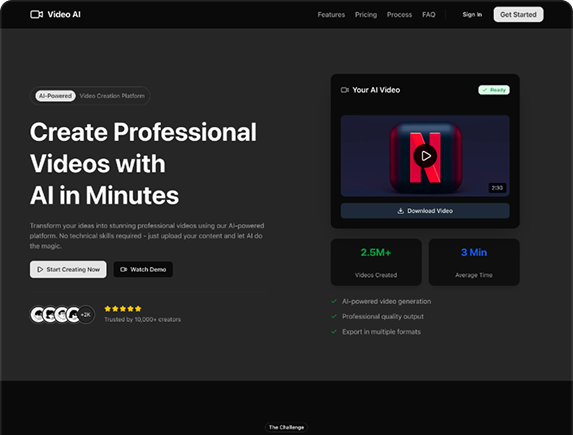 Video AI
Features Pricing Process FAQ Sign In Get Started
AI-Powered Video Creation Platform
Create Professional
Videos with
AI in Minutes
Transform your ideas into stunning professional videos using our AI-powered
platform. No technical skills required - just upload your content and let AI do
the magic.
Start Creating Now Watch Demo
+2K
Trusted by 10,000+ creators
Your AI Video Ready
N
2:30
Download Video
2.5M+
Videos Created
3 Min
Average Time
AI-powered video generation
Professional quality output
Export in multiple formats
The Challenge